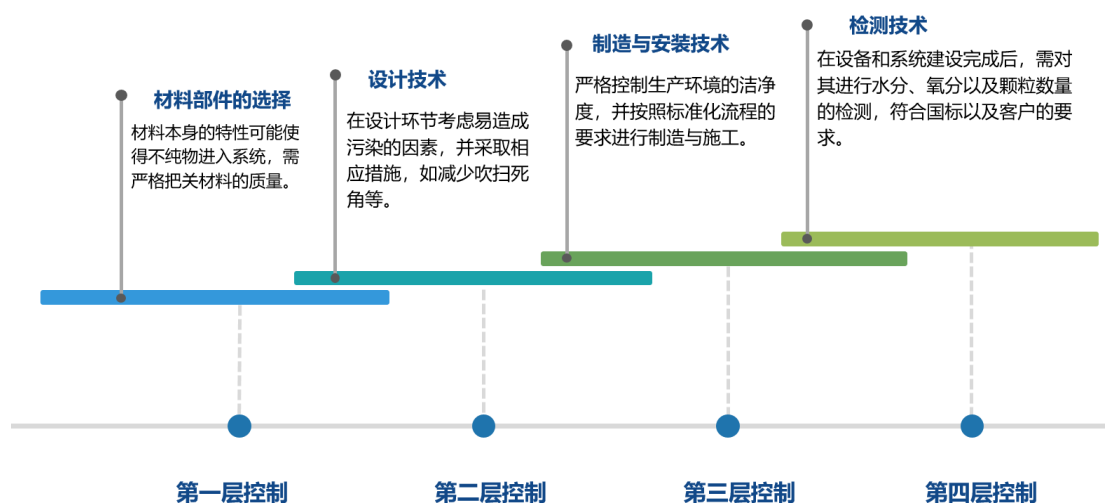 材料部件的选择
材料本身的特性可能使
得不纯物进入系统，需
严格把关材料的质量。
设计技术
在设计环节考虑易造成
污染的因素，并采取相
应措施，如减少吹扫死
角等。
制造与安装技术
严格控制生产环境的洁净
度，并按照标准化流程的
要求进行制造与施工。
检测技术
在设备和系统建设完成后，需对
其进行水分、氧分以及颗粒数量
的检测，符合国标以及客户的要
求。
第一层控制
第二层控制
第三层控制
第四层控制